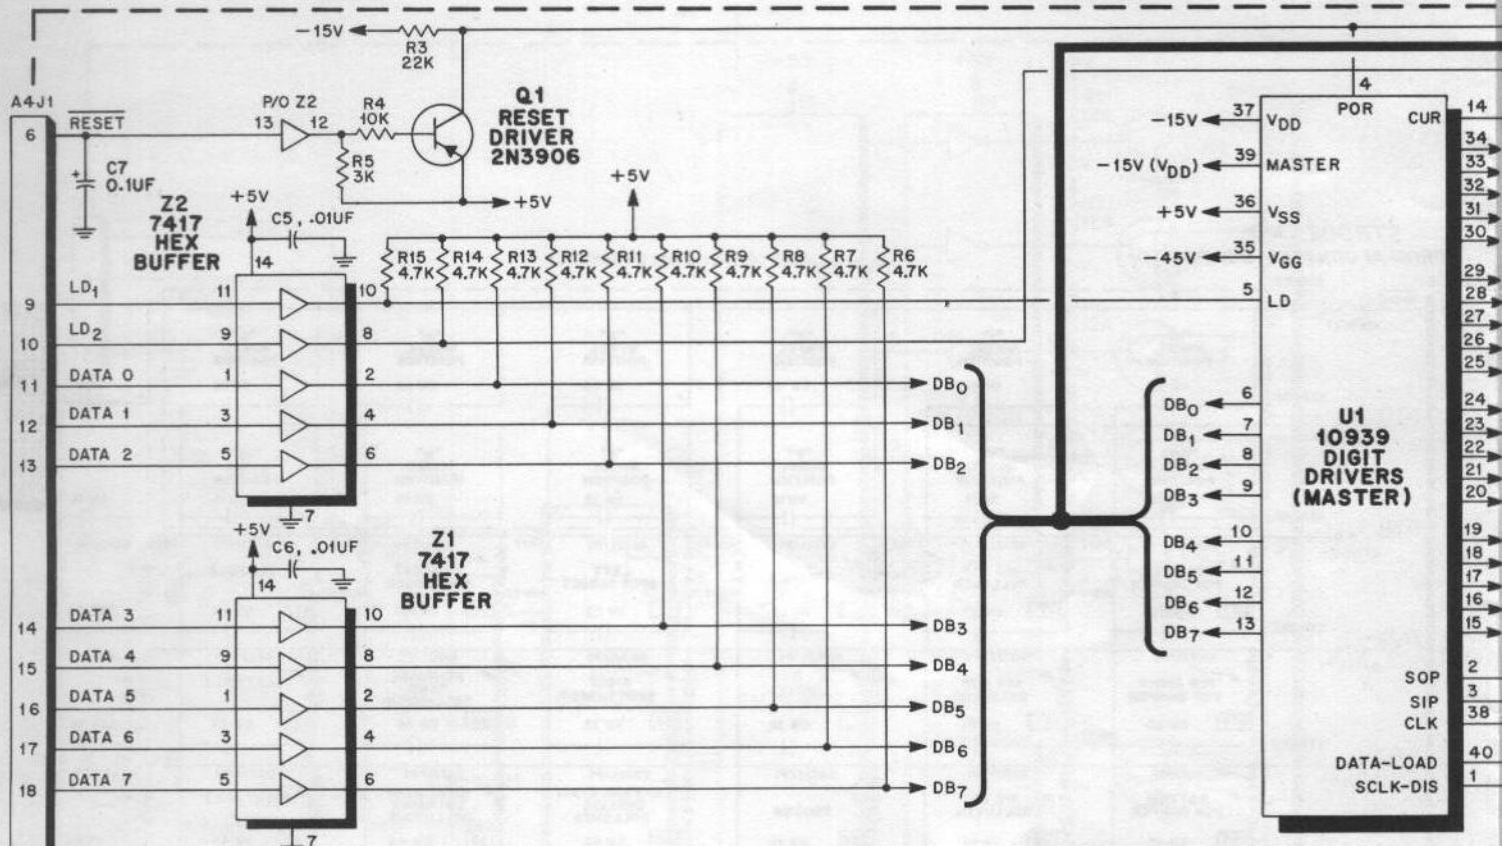 -15V
R3
22K
A4J1
RESET
6
P/O Z2
13
12
R4
10K
R5
3K
Q1
RESET
DRIVER
2N3906
+5V
C7
0.1UF
+
Z2
7417
HEX
BUFFER
+5V
C5, .01UF
14
+5V
R15
4.7K
R14
4.7K
R13
4.7K
R12
4.7K
R11
4.7K
R10
4.7K
R9
4.7K
R8
4.7K
R7
4.7K
R6
4.7K
9 LD1 11 10
10 LD2 9 8
11 DATA 0 1 2 DB0
12 DATA 1 3 4 DB1
13 DATA 2 5 6 DB2
7
+5V
C6, .01UF
14
Z1
7417
HEX
BUFFER
14 DATA 3 11 10 DB3
15 DATA 4 9 8 DB4
16 DATA 5 1 2 DB5
17 DATA 6 3 4 DB6
18 DATA 7 5 6 DB7
7
4
POR
-15V 37 VDD
-15V (VDD) 39 MASTER
+5V 36 VSS
-45V 35 VGG
5 LD
DB0 6
DB1 7
DB2 8
DB3 9
DB4 10
DB5 11
DB6 12
DB7 13
U1
10939
DIGIT
DRIVERS
(MASTER)
CUR 14
34
33
32
31
30
29
28
27
26
25
24
23
22
21
20
19
18
17
16
15
SOP 2
SIP 3
CLK 38
DATA-LOAD 40
SCLK-DIS 1